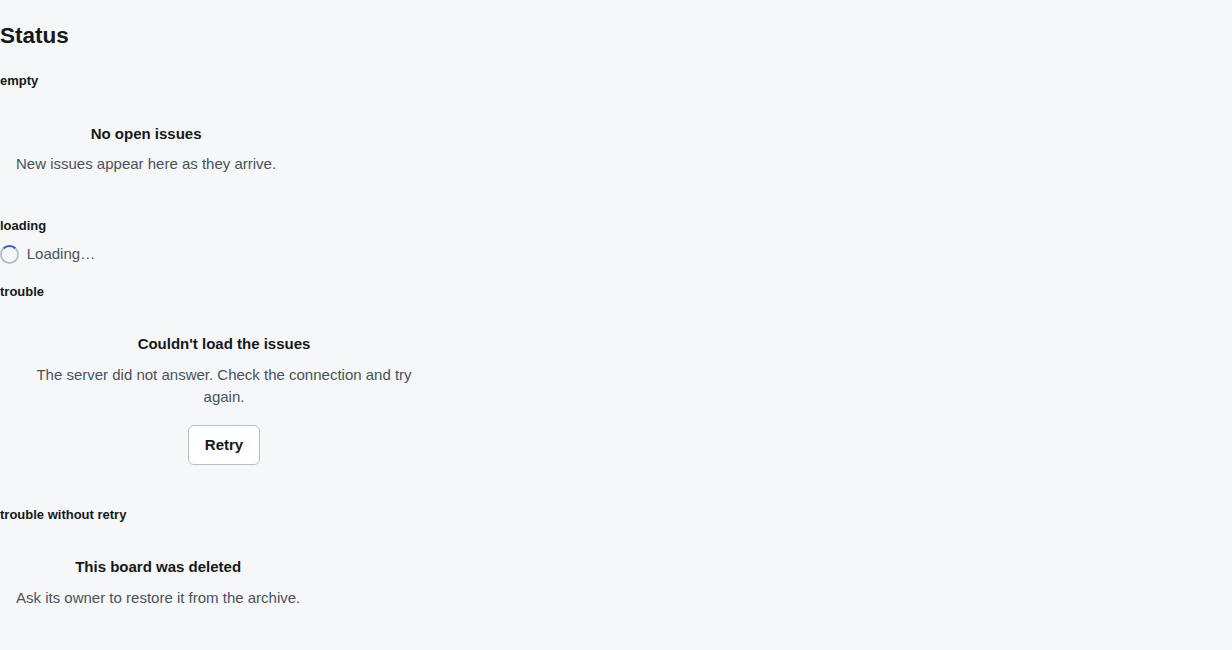 Status
empty
No open issues
New issues appear here as they arrive.
loading
Loading…
trouble
Couldn't load the issues
The server did not answer. Check the connection and try
again.
Retry
trouble without retry
This board was deleted
Ask its owner to restore it from the archive.